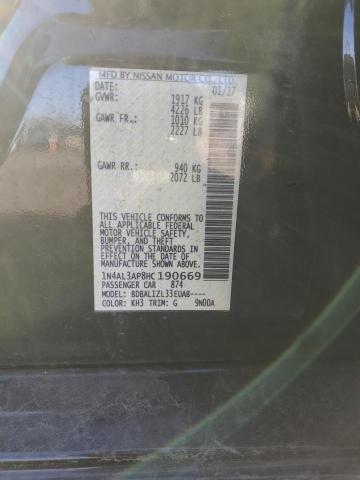 MFD BY NISSAN MOTOR CO., LTD.
DATE: 01/17
GVWR: 1917 KG
4226 LB
GAWR FR.: 1010 KG
2227 LB
GAWR RR.: 940 KG
2072 LB
THIS VEHICLE CONFORMS TO
ALL APPLICABLE FEDERAL
MOTOR VEHICLE SAFETY,
BUMPER, AND THEFT
PREVENTION STANDARDS
IN EFFECT ON THE DATE OF
MANUFACTURE SHOWN ABOVE.
1N4AL3AP8HC190669
PASSENGER CAR 874
MODEL: BDBALIZL33EUAB----
COLOR: KH3 TRIM: G 9N00A